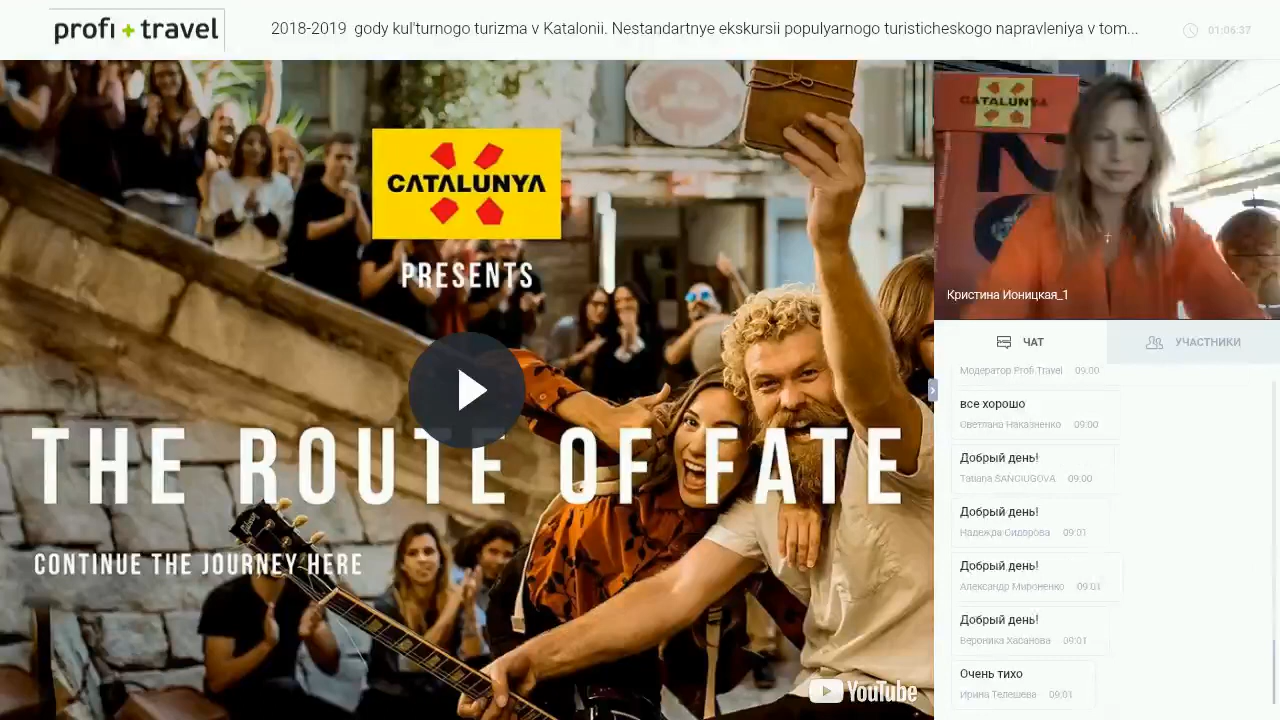 profi + travel
2018-2019 gody kul'turnogo turizma v Katalonii. Nestandartnye ekskursii populyarnogo turisticheskogo napravleniya v tom...
01:06:37
CATALUNYA
PRESENTS
THE ROUTE OF FATE
CONTINUE THE JOURNEY HERE
Gibson
YouTube
CATALUNYA
Кристина Ионицкая_1
ЧАТ
УЧАСТНИКИ
Модератор Profi.Travel 09:00
все хорошо
Светлана Наказненко 09:00
Добрый день!
Tatiana SANCIUGOVA 09:00
Добрый день!
Надежда Сидорова 09:01
Добрый день!
Александр Мироненко 09:01
Добрый день!
Вероника Хасанова 09:01
Очень тихо
Ирина Телешева 09:01